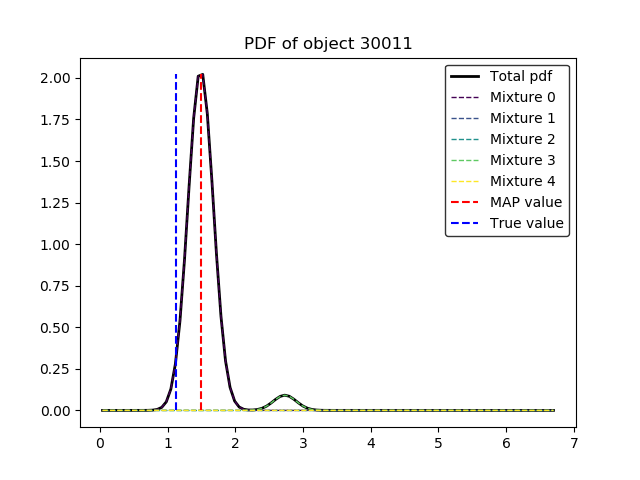 PDF of object 30011
2.00
1.75
1.50
1.25
1.00
0.75
0.50
0.25
0.00
0 1 2 3 4 5 6 7
Total pdf
Mixture 0
Mixture 1
Mixture 2
Mixture 3
Mixture 4
MAP value
True value